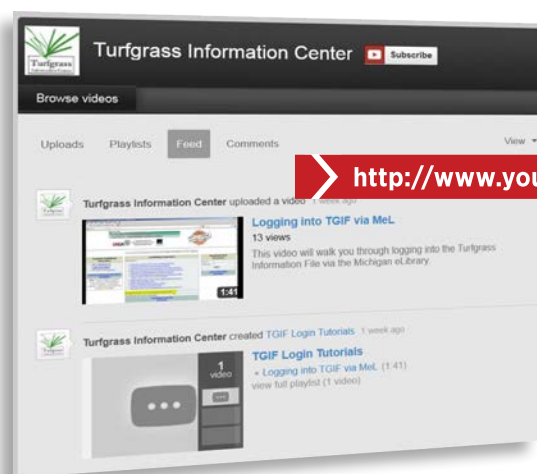 Turfgrass Information Center
Subscribe
Turfgrass
Browse videos
Uploads Playlists Feed Comments
View
http://www.you
Turfgrass Information Center uploaded a video 1 week ago
Logging into TGIF via MeL
13 views
This video will walk you through logging into the Turfgrass
Information File via the Michigan eLibrary.
1:41
Turfgrass Information Center created TGIF Login Tutorials 1 week ago
TGIF Login Tutorials
1
video
Logging into TGIF via MeL (1:41)
view full playlist (1 video)